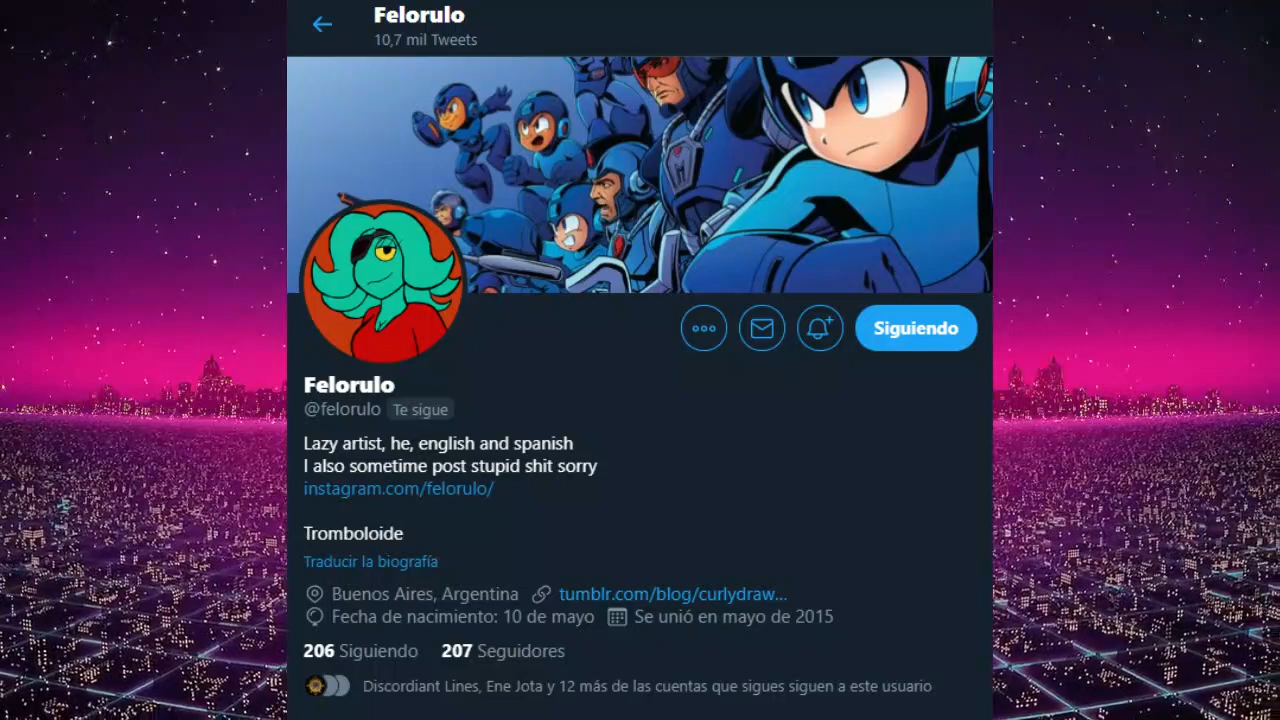 Felorulo
10,7 mil Tweets
Siguiendo
Felorulo
@felorulo Te sigue
Lazy artist, he, english and spanish
I also sometime post stupid shit sorry
instagram.com/felorulo/
Tromboloide
Traducir la biografía
Buenos Aires, Argentina tumblr.com/blog/curlydraw...
Fecha de nacimiento: 10 de mayo Se unió en mayo de 2015
206 Siguiendo 207 Seguidores
Discordiant Lines, Ene Jota y 12 más de las cuentas que sigues siguen a este usuario